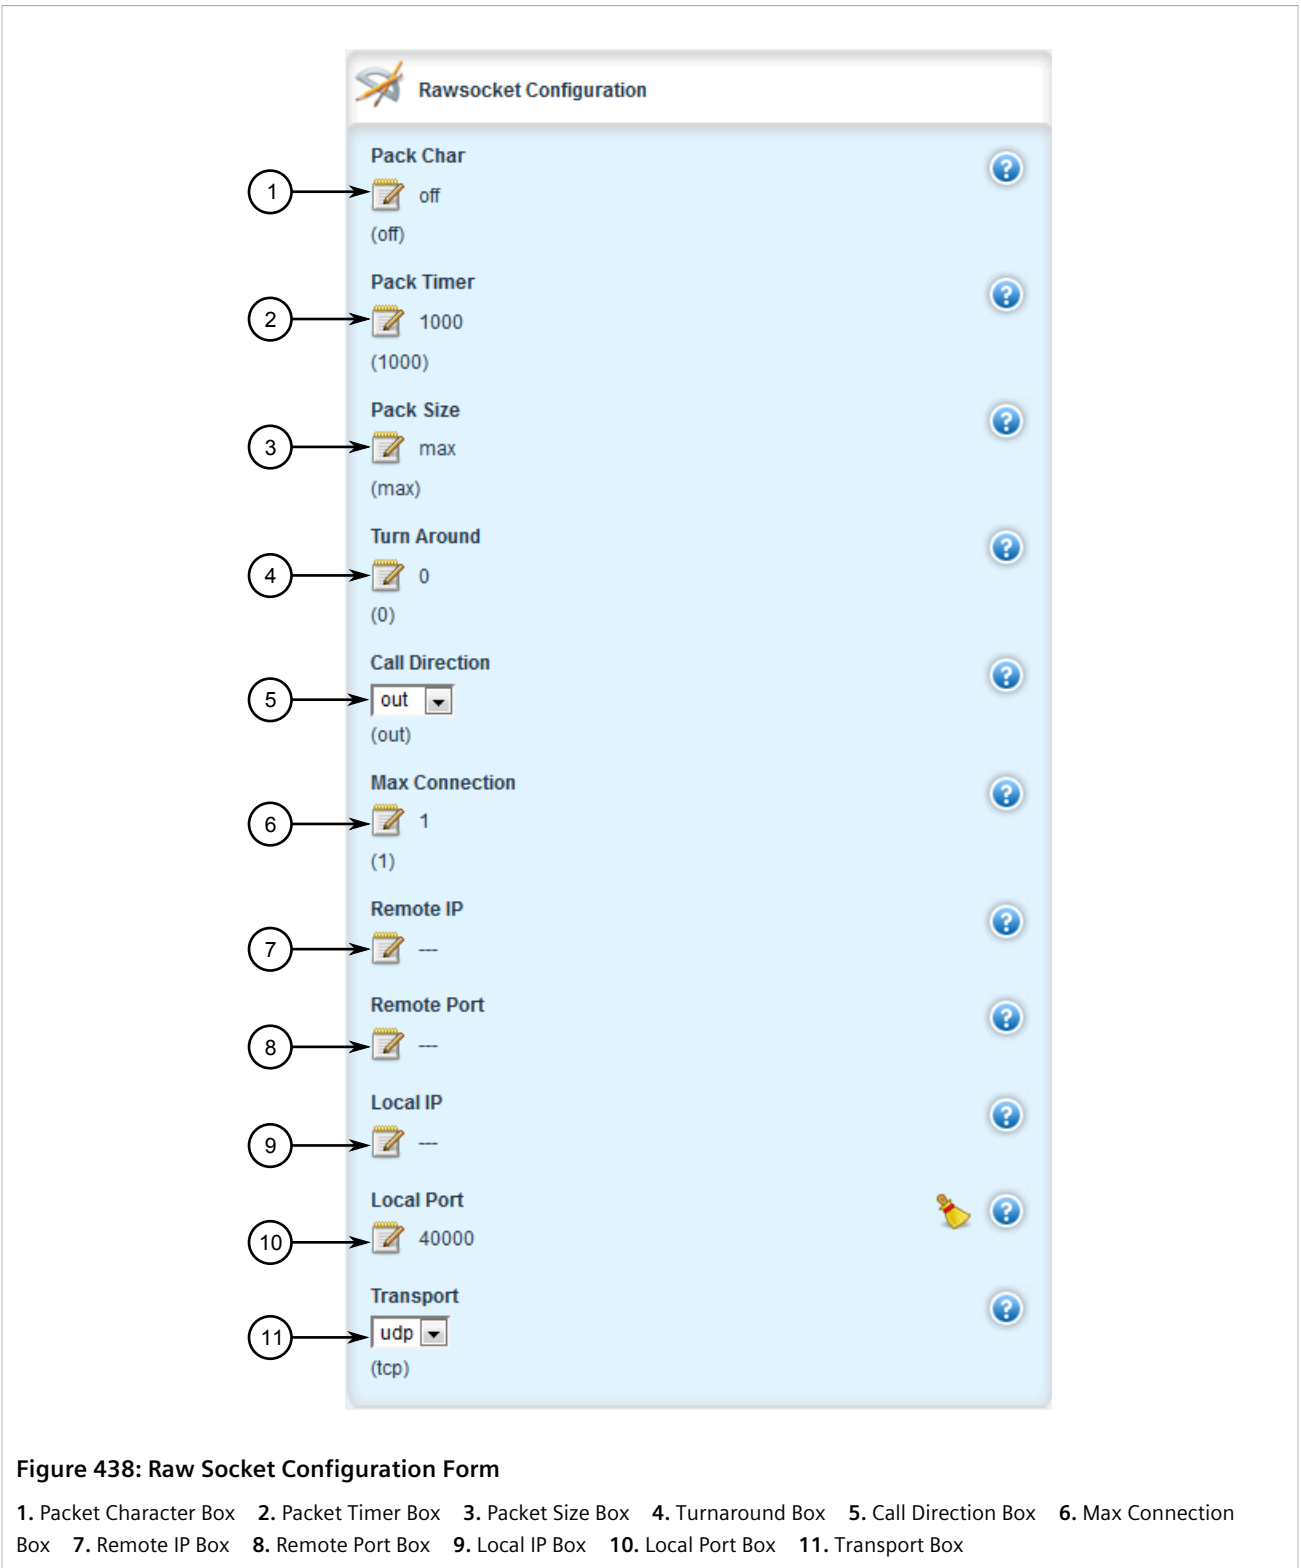 Rawsocket Configuration
Pack Char
1
off
(off)
Pack Timer
2
1000
(1000)
Pack Size
3
max
(max)
Turn Around
4
0
(0)
Call Direction
5
out
(out)
Max Connection
6
1
(1)
Remote IP
7
---
Remote Port
8
---
Local IP
9
---
Local Port
10
40000
Transport
11
udp
(tcp)
Figure 438: Raw Socket Configuration Form
1. Packet Character Box 2. Packet Timer Box 3. Packet Size Box 4. Turnaround Box 5. Call Direction Box 6. Max Connection
Box 7. Remote IP Box 8. Remote Port Box 9. Local IP Box 10. Local Port Box 11. Transport Box